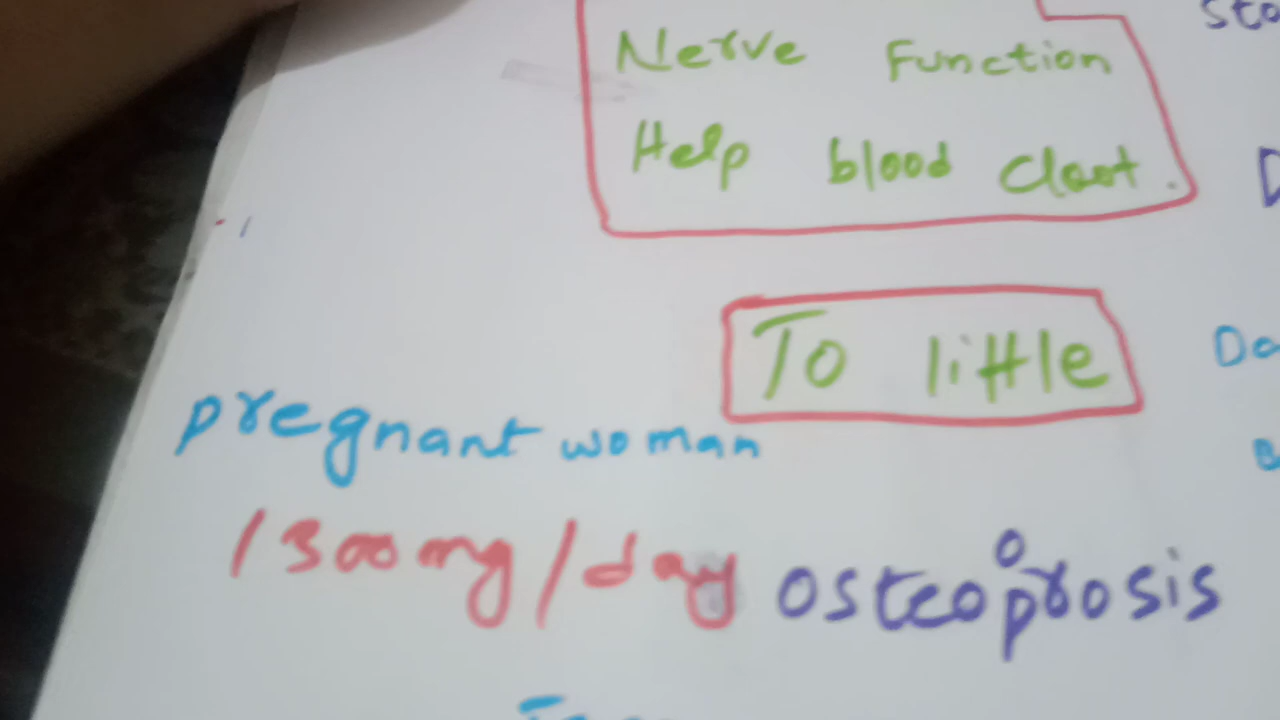 Nerve Function
Help blood Cloot.
To little
pregnant woman
1300mg/day
osteoprosis
o